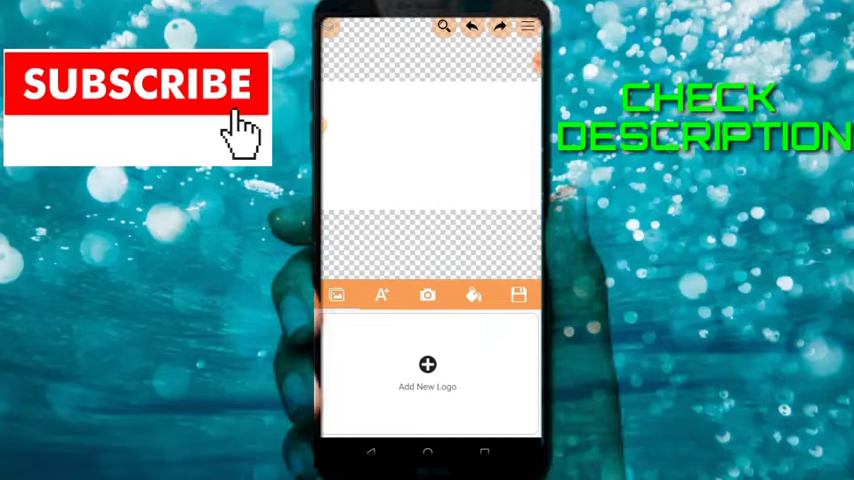 SUBSCRIBE
CHECK
DESCRIPTION
A+
Add New Logo